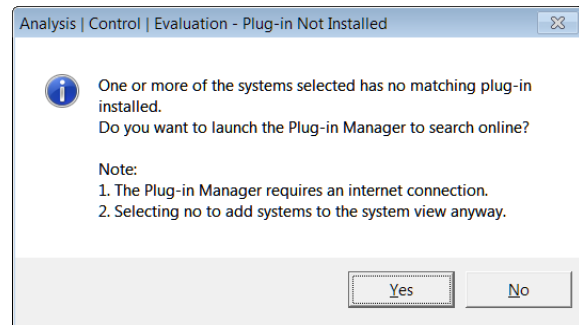 Analysis | Control | Evaluation - Plug-in Not Installed
One or more of the systems selected has no matching plug-in
installed.
Do you want to launch the Plug-in Manager to search online?
Note:
1. The Plug-in Manager requires an internet connection.
2. Selecting no to add systems to the system view anyway.
Yes
No